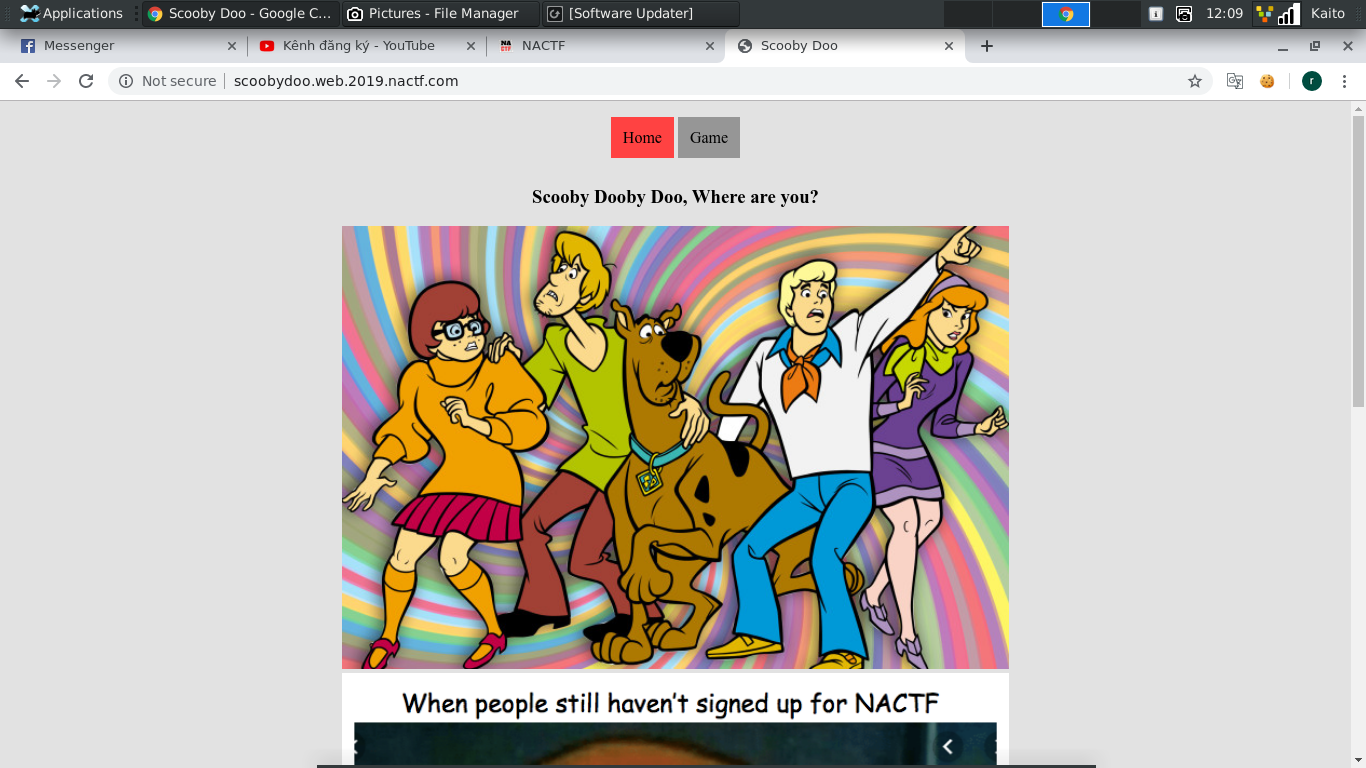 Applications
Scooby Doo - Google C...
Pictures - File Manager
[Software Updater]
12:09
Kaito
Messenger
Kênh đăng ký - YouTube
NA
CTF
NACTF
Scooby Doo
Not secure
scoobydoo.web.2019.nactf.com
r
Home
Game
Scooby Dooby Doo, Where are you?
When people still haven't signed up for NACTF